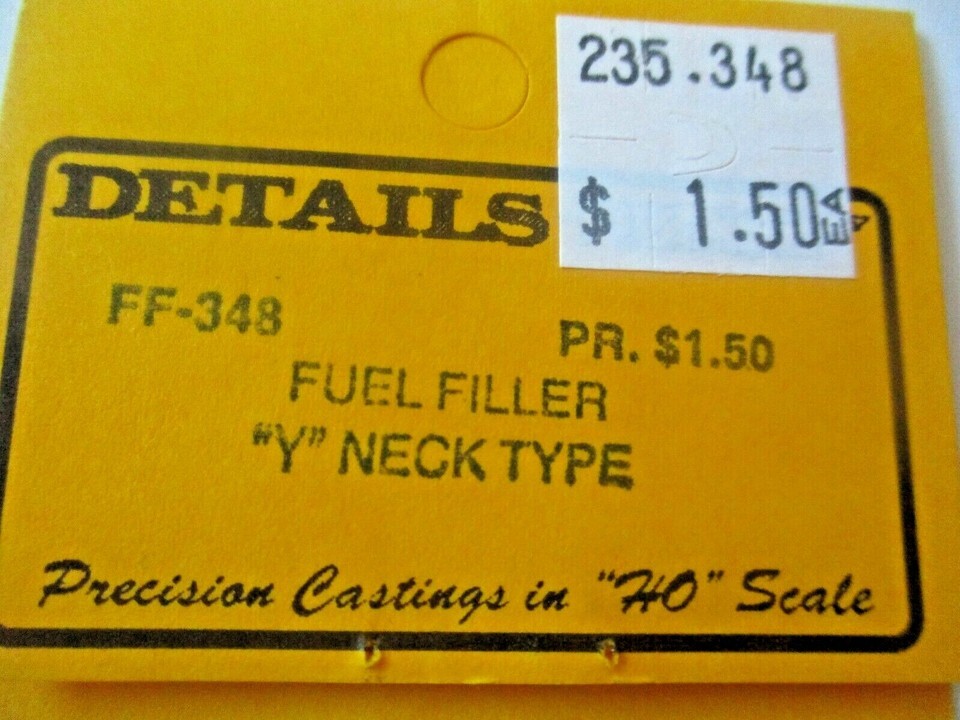 235.348
$ 1.50EA
DETAILS
FF-348
PR. $1.50
FUEL FILLER
"Y" NECK TYPE
Precision Castings in "HO" Scale